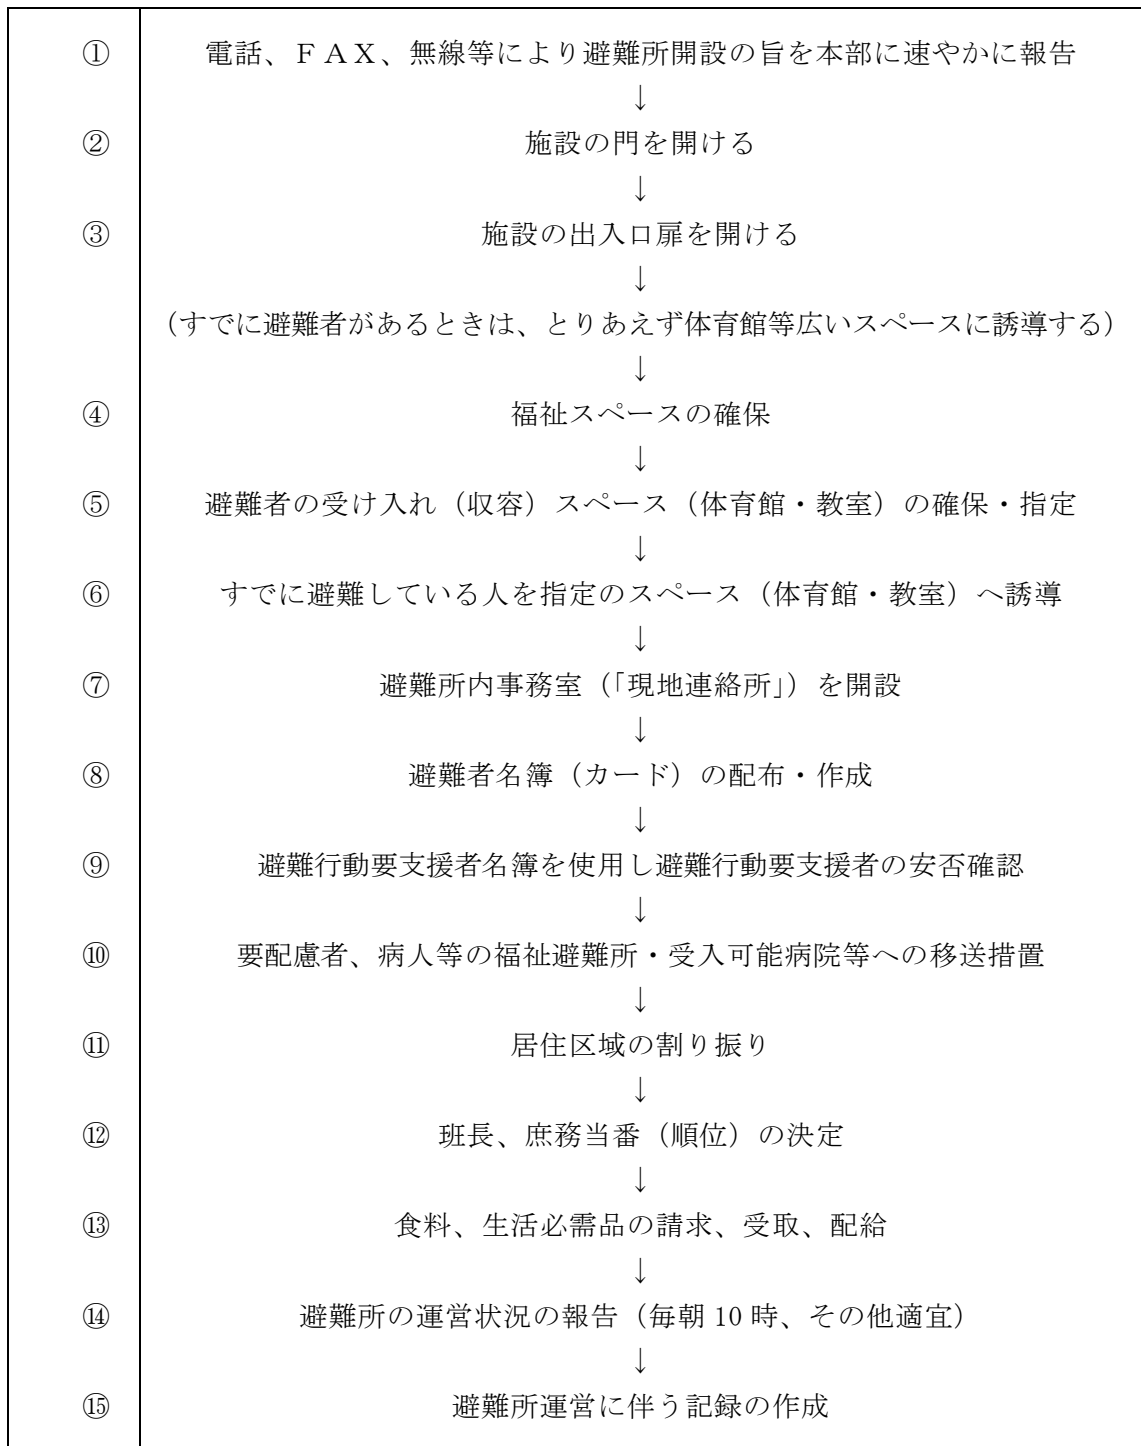 ① 電話、ＦＡＸ、無線等により避難所開設の旨を本部に速やかに報告
↓
② 施設の門を開ける
↓
③ 施設の出入口扉を開ける
↓
（すでに避難者があるときは、とりあえず体育館等広いスペースに誘導する）
↓
④ 福祉スペースの確保
↓
⑤ 避難者の受け入れ（収容）スペース（体育館・教室）の確保・指定
↓
⑥ すでに避難している人を指定のスペース（体育館・教室）へ誘導
↓
⑦ 避難所内事務室（「現地連絡所」）を開設
↓
⑧ 避難者名簿（カード）の配布・作成
↓
⑨ 避難行動要支援者名簿を使用し避難行動要支援者の安否確認
↓
⑩ 要配慮者、病人等の福祉避難所・受入可能病院等への移送措置
↓
⑪ 居住区域の割り振り
↓
⑫ 班長、庶務当番（順位）の決定
↓
⑬ 食料、生活必需品の請求、受取、配給
↓
⑭ 避難所の運営状況の報告（毎朝 10 時、その他適宜）
↓
⑮ 避難所運営に伴う記録の作成